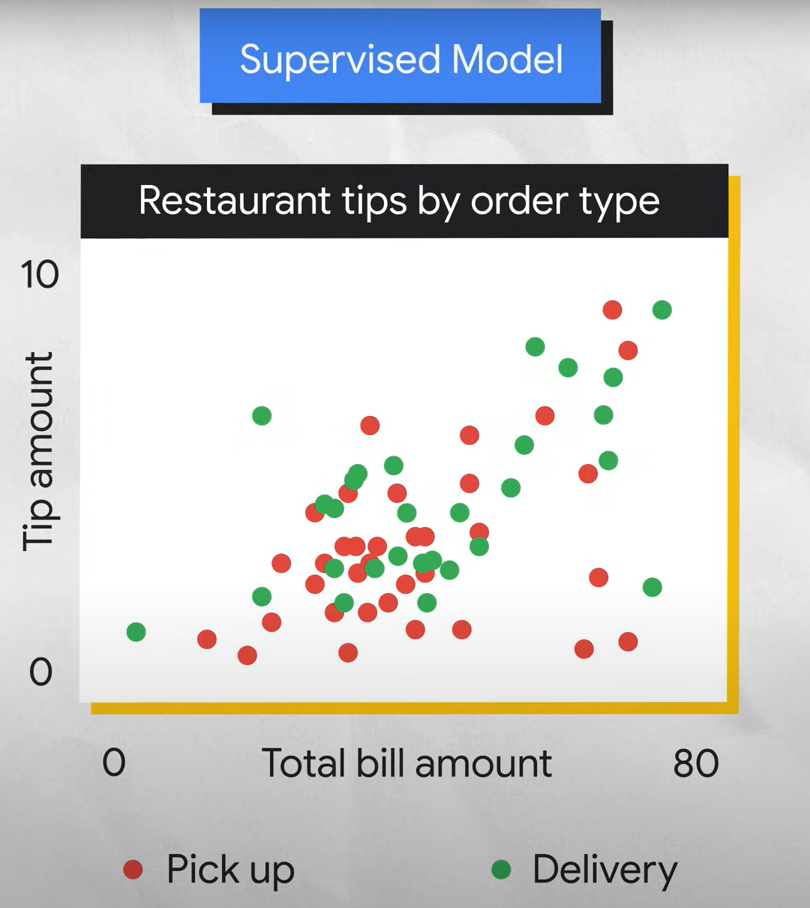 Supervised Model
Restaurant tips by order type
10
Tip amount
0
0 Total bill amount 80
Pick up Delivery